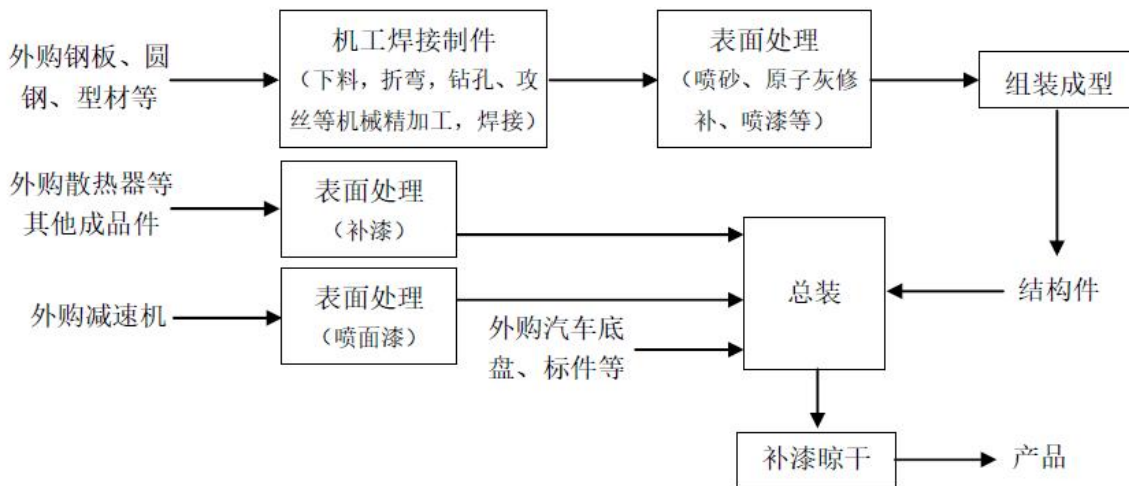 外购钢板、圆
钢、型材等
机工焊接制件
（下料，折弯，钻孔、攻
丝等机械精加工，焊接）
表面处理
（喷砂、原子灰修
补、喷漆等）
组装成型
外购散热器等
其他成品件
表面处理
（补漆）
外购减速机
表面处理
（喷面漆）
外购汽车底
盘、标件等
总装
结构件
补漆晾干
产品